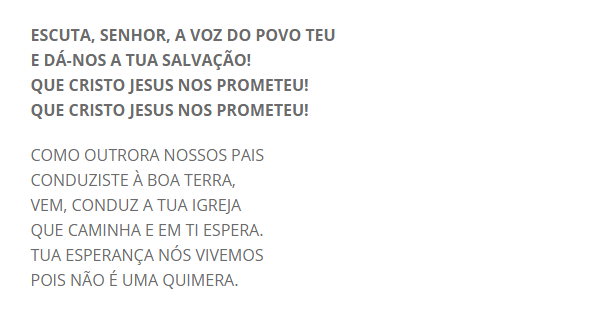 ESCUTA, SENHOR, A VOZ DO POVO TEU
E DÁ-NOS A TUA SALVAÇÃO!
QUE CRISTO JESUS NOS PROMETEU!
QUE CRISTO JESUS NOS PROMETEU!
COMO OUTRORA NOSSOS PAIS
CONDUZISTE À BOA TERRA,
VEM, CONDUZ A TUA IGREJA
QUE CAMINHA E EM TI ESPERA.
TUA ESPERANÇA NÓS VIVEMOS
POIS NÃO É UMA QUIMERA.